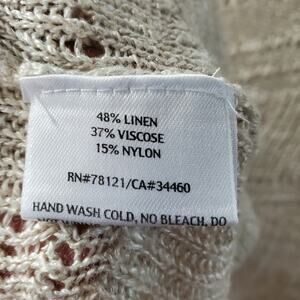 48% LINEN
37% VISCOSE
15% NYLON
RN#78121/CA#34460
HAND WASH COLD, NO BLEACH, DO